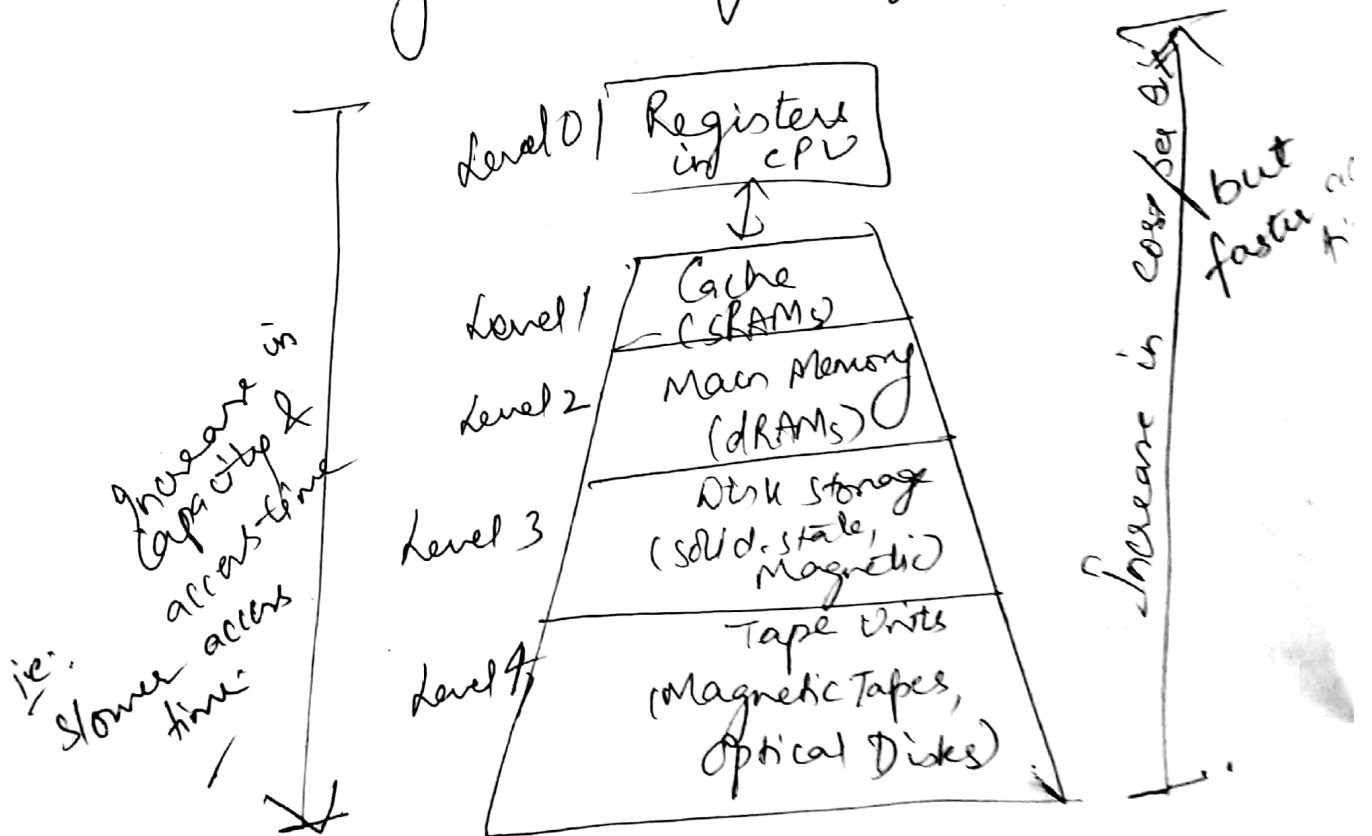 Level 0
Registers
in CPU
Level 1
Cache
(SRAMs)
Level 2
Main Memory
(dRAMs)
Level 3
Disk Storage
(Solid-state,
Magnetic)
Level 4
Tape Units
(Magnetic Tapes,
Optical Disks)
Increase in
Capacity &
access-time
i.e.
slower access
time.
Increase in cost per bit
but
faster